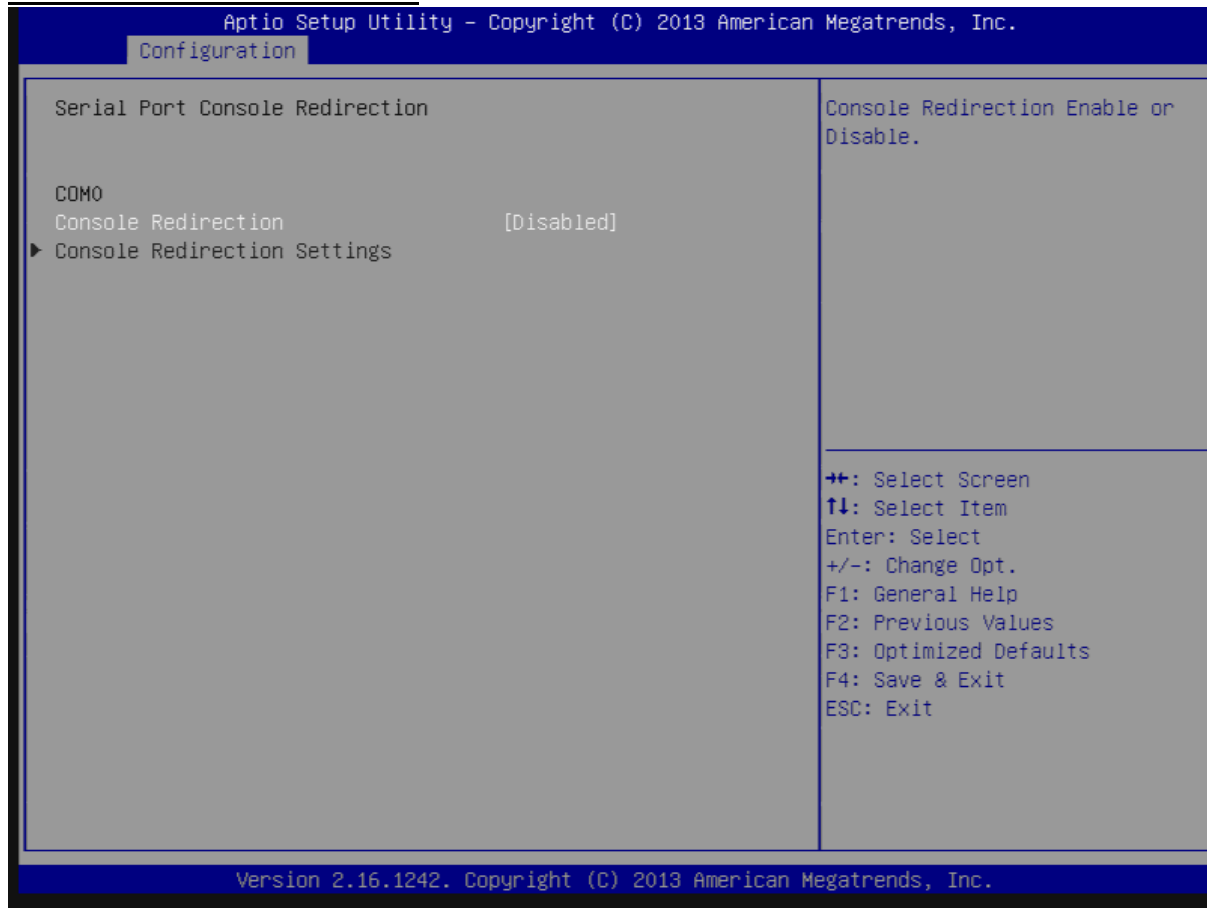 Aptio Setup Utility – Copyright (C) 2013 American Megatrends, Inc.
Configuration
Serial Port Console Redirection
COM0
Console Redirection [Disabled]
▶ Console Redirection Settings
Console Redirection Enable or
Disable.
→←: Select Screen
↑↓: Select Item
Enter: Select
+/-: Change Opt.
F1: General Help
F2: Previous Values
F3: Optimized Defaults
F4: Save & Exit
ESC: Exit
Version 2.16.1242. Copyright (C) 2013 American Megatrends, Inc.